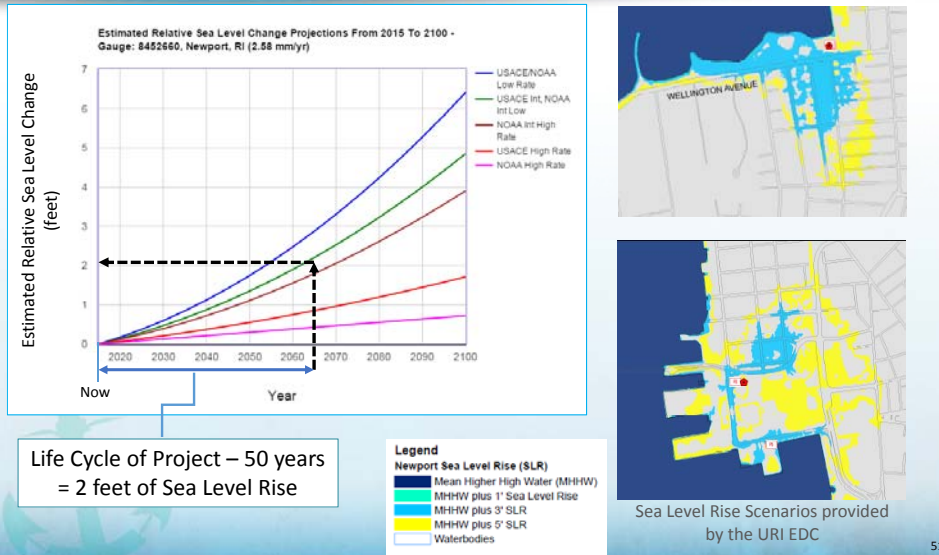 Estimated Relative Sea Level Change Projections From 2015 To 2100 -
Gauge: 8452660, Newport, RI (2.58 mm/yr)
Estimated Relative Sea Level Change
(feet)
7
6
5
4
3
2
1
0
2020
2030
2040
2050
2060
2070
2080
2090
2100
Now
Year
USACE/NOAA
Low Rate
USACE Int, NOAA
Int Low
NOAA Int High
Rate
USACE High Rate
NOAA High Rate
Life Cycle of Project – 50 years
= 2 feet of Sea Level Rise
WELLINGTON AVENUE
Legend
Newport Sea Level Rise (SLR)
Mean Higher High Water (MHHW)
MHHW plus 1' Sea Level Rise
MHHW plus 3' SLR
MHHW plus 5' SLR
Waterbodies
Sea Level Rise Scenarios provided
by the URI EDC